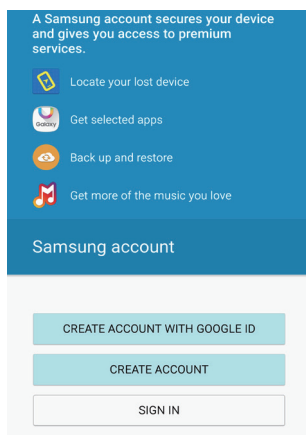 A Samsung account secures your device
and gives you access to premium
services.
Locate your lost device
GALAXY
Get selected apps
Back up and restore
Get more of the music you love
Samsung account
CREATE ACCOUNT WITH GOOGLE ID
CREATE ACCOUNT
SIGN IN